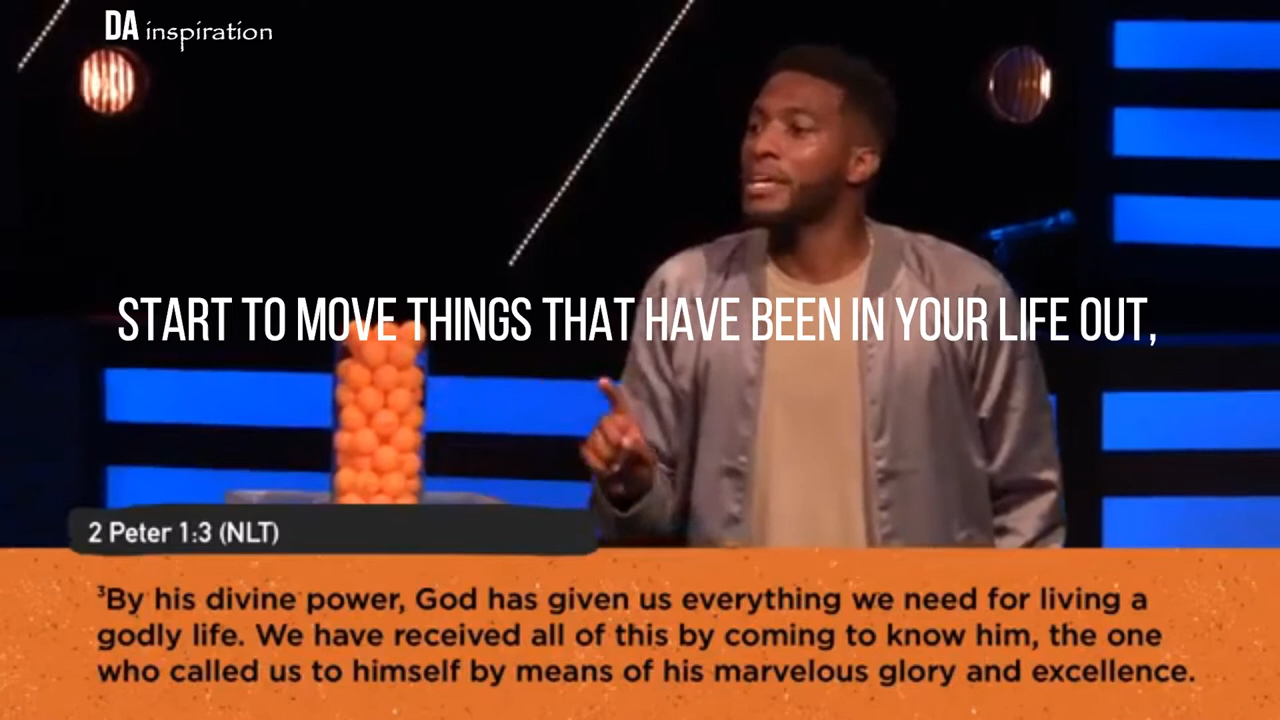 DA inspiration
START TO MOVE THINGS THAT HAVE BEEN IN YOUR LIFE OUT,
2 Peter 1:3 (NLT)
³By his divine power, God has given us everything we need for living a
godly life. We have received all of this by coming to know him, the one
who called us to himself by means of his marvelous glory and excellence.